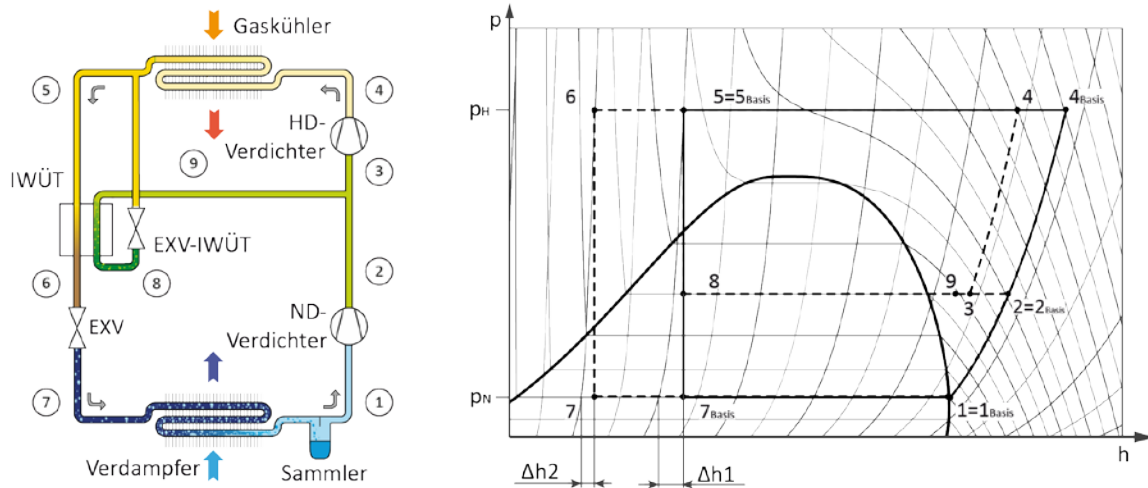 Gaskühler
5
4
HD-
Verdichter
9
3
IWÜT
EXV-IWÜT
6
8
2
EXV
ND-
Verdichter
7
1
Verdampfer
Sammler
p
pH
6
5=5Basis
4
4Basis
8
9
3
2=2Basis
pN
7
7Basis
1=1Basis
h
Δh2
Δh1